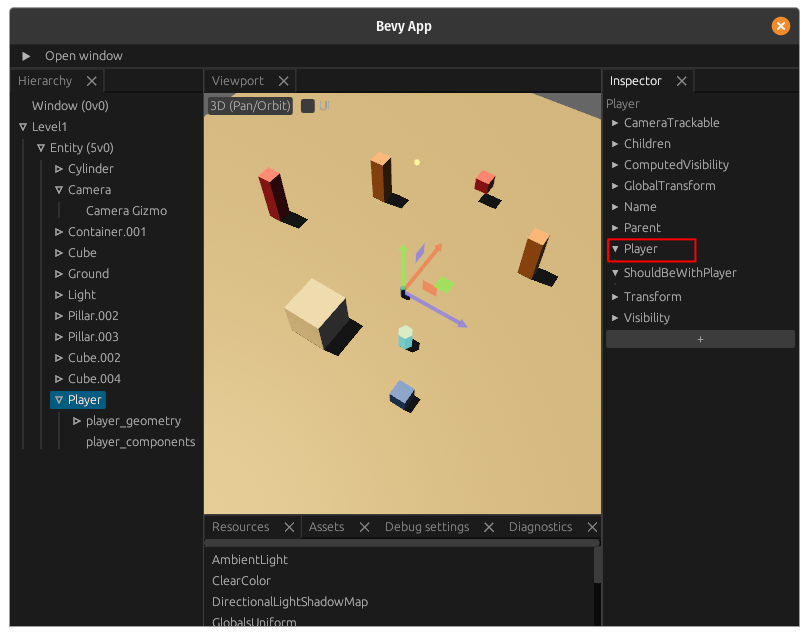 Bevy App
Open window
Hierarchy
Window (0v0)
Level1
Entity (5v0)
Cylinder
Camera
Camera Gizmo
Container.001
Cube
Ground
Light
Pillar.002
Pillar.003
Cube.002
Cube.004
Player
player_geometry
player_components
Viewport
3D (Pan/Orbit) UI
Resources Assets Debug settings Diagnostics
AmbientLight
ClearColor
DirectionalLightShadowMap
GlobalsUniform
Inspector
Player
CameraTrackable
Children
ComputedVisibility
GlobalTransform
Name
Parent
Player
ShouldBeWithPlayer
Transform
Visibility
+